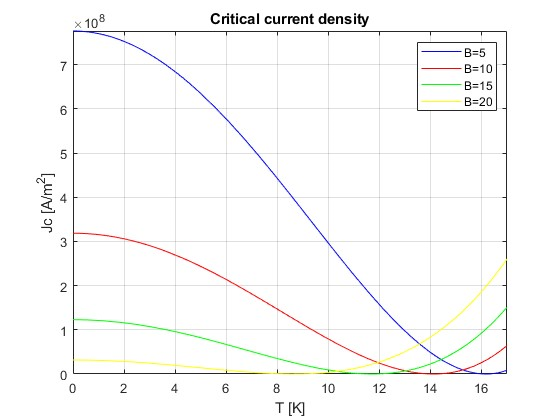 Critical current density
×10^8
Jc [A/m^2]
7
6
5
4
3
2
1
0
0 2 4 6 8 10 12 14 16
T [K]
B=5
B=10
B=15
B=20